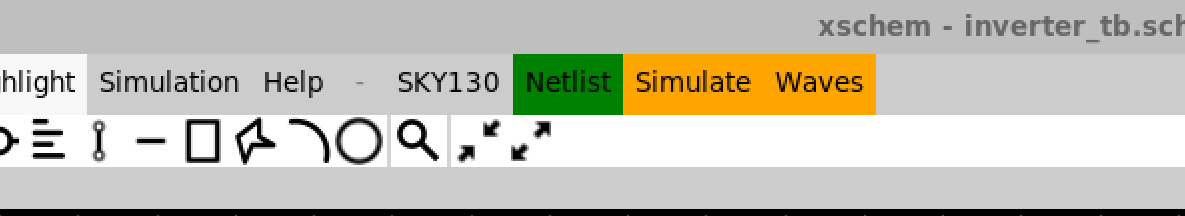 xschem - inverter_tb.sch
hlight Simulation Help - SKY130 Netlist Simulate Waves